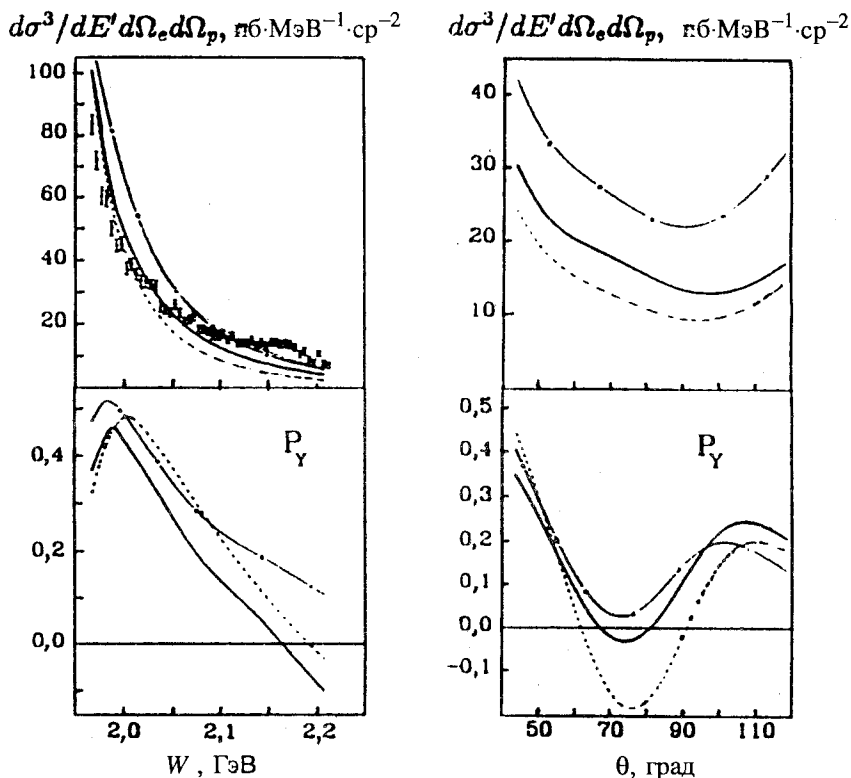 dσ³/dE′dΩₑdΩₚ, пб·МэВ⁻¹·ср⁻² dσ³/dE′dΩₑdΩₚ, пб·МэВ⁻¹·ср⁻²
100
80
60
40
20
40
30
20
10
P_Y
0,4
0,2
0,0
P_Y
0,5
0,4
0,3
0,2
0,1
0,0
−0,1
2,0 2,1 2,2
W , ГэВ
50 70 90 110
θ, град